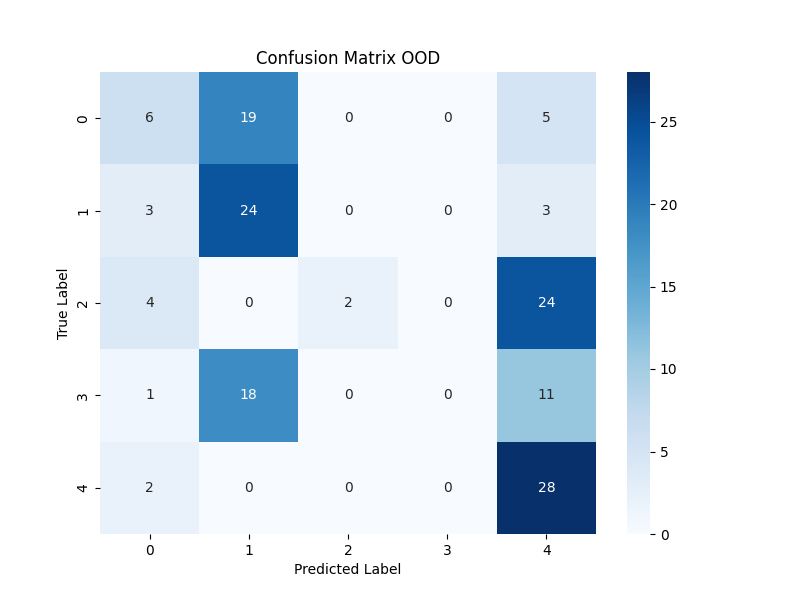 Confusion Matrix OOD
0 6 19 0 0 5
1 3 24 0 0 3
2 4 0 2 0 24
3 1 18 0 0 11
4 2 0 0 0 28
0 1 2 3 4
Predicted Label
True Label
25
20
15
10
5
0